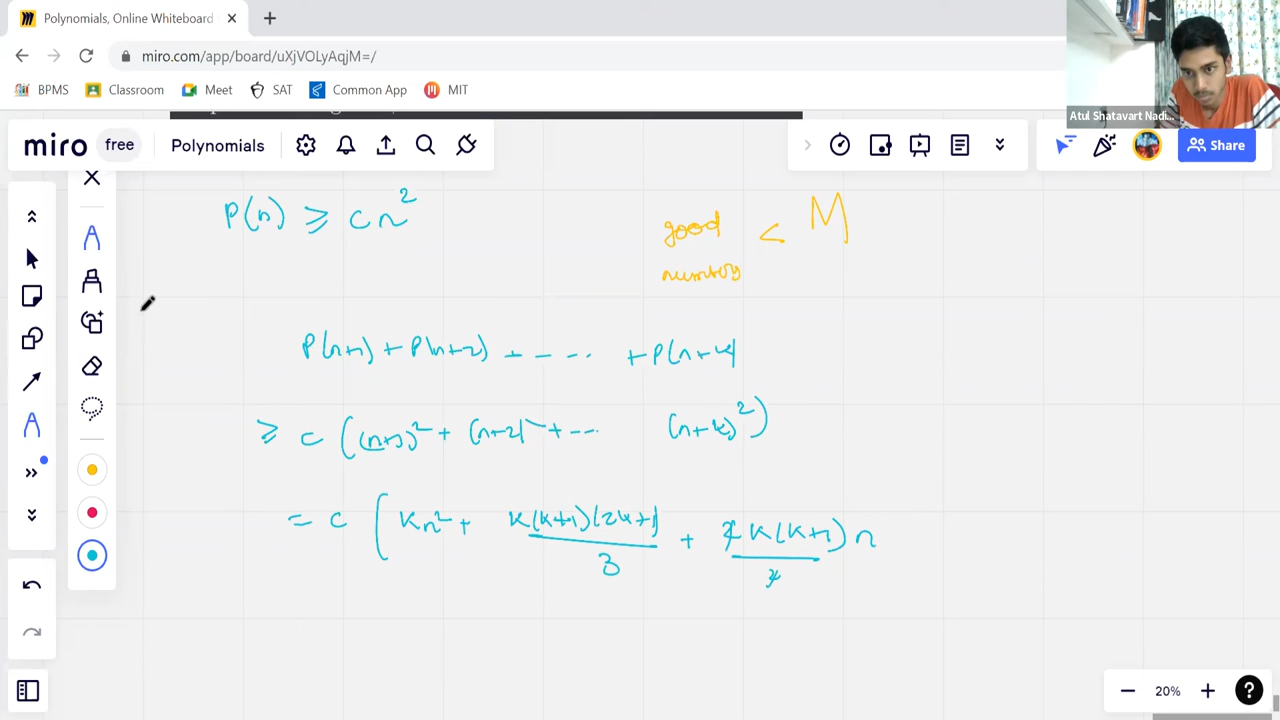 Polynomials, Online Whiteboard
miro.com/app/board/uXjVOLyAqjM=/
BPMS Classroom Meet SAT Common App MIT
Atul Shatavart Nadi...
miro free Polynomials
Share
P(n) ≥ cn²
good < M
numbers
P(n+1) + P(n+2) + - - .. + P(n+k)
≥ c ((n+1)² + (n+2)² + -- (n+k)²)
= c [ kn² + k(k+1)(2k+1)/3 + 2k(k+1)n/2
20%